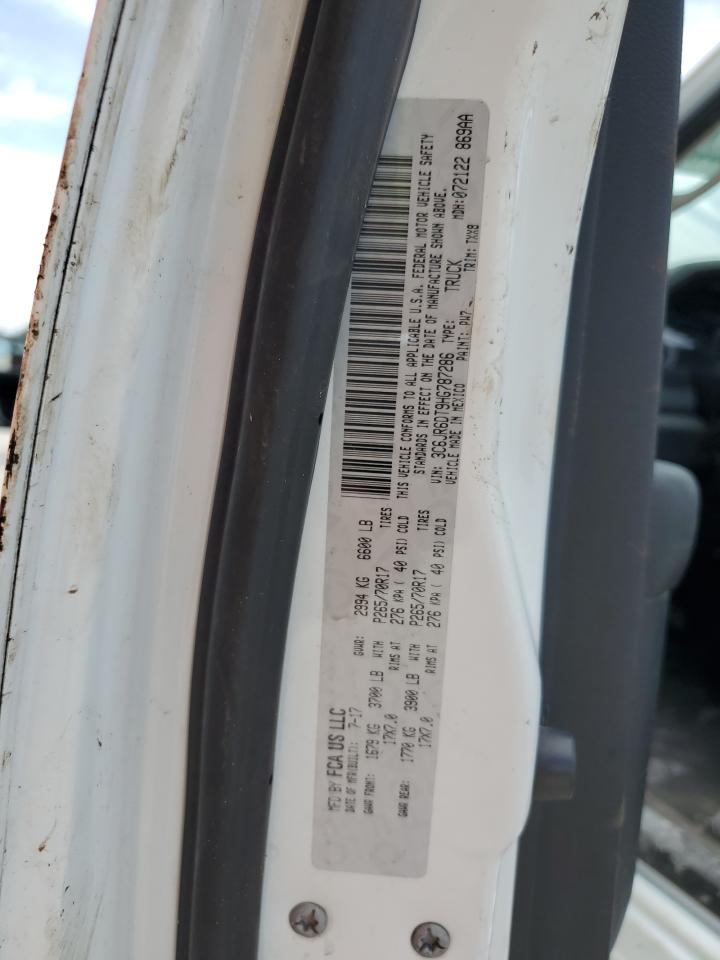 MFD BY FCA US LLC
DATE OF MFR(BUILT): 7-17 GVWR: 2994 KG 6600 LB
GAWR FRONT: 1679 KG 3700 LB WITH P265/70R17 TIRES
17X7.0 RIMS AT 276 KPA ( 40 PSI) COLD
GAWR REAR: 1770 KG 3900 LB WITH P265/70R17 TIRES
17X7.0 RIMS AT 276 KPA ( 40 PSI) COLD
THIS VEHICLE CONFORMS TO ALL APPLICABLE U.S.A. FEDERAL MOTOR VEHICLE SAFETY
STANDARDS IN EFFECT ON THE DATE OF MANUFACTURE SHOWN ABOVE.
VIN: 3C6JR6DT9HG787286 TYPE: TRUCK MDH:072122 869AA
VEHICLE MADE IN MEXICO PAINT: PW7 TRIM: TXX8